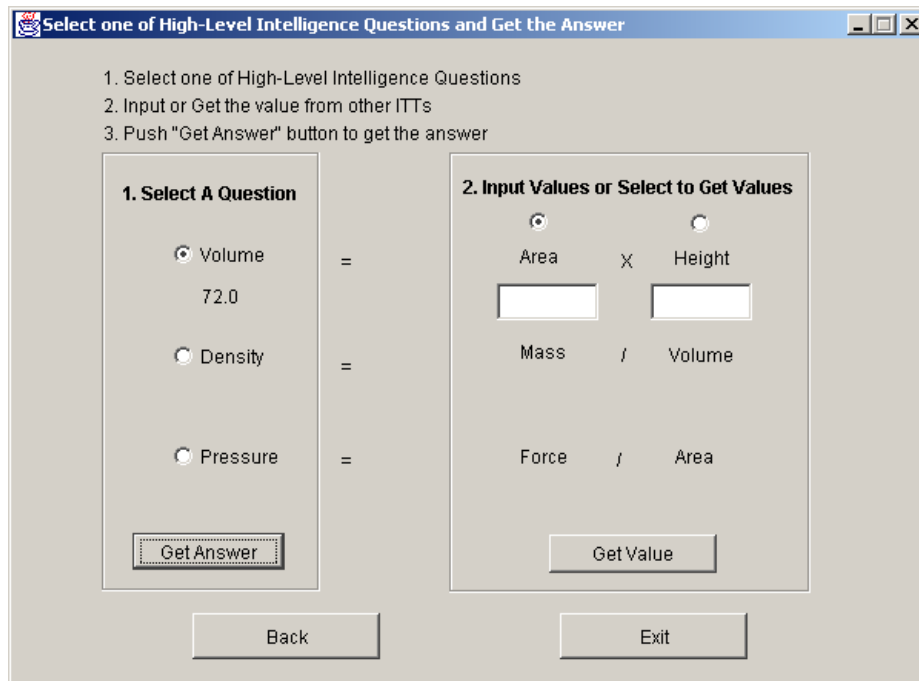 Select one of High-Level Intelligence Questions and Get the Answer
1. Select one of High-Level Intelligence Questions
2. Input or Get the value from other ITTs
3. Push "Get Answer" button to get the answer
1. Select A Question
2. Input Values or Select to Get Values
Volume = Area X Height
72.0
Density = Mass / Volume
Pressure = Force / Area
Get Answer
Get Value
Back
Exit